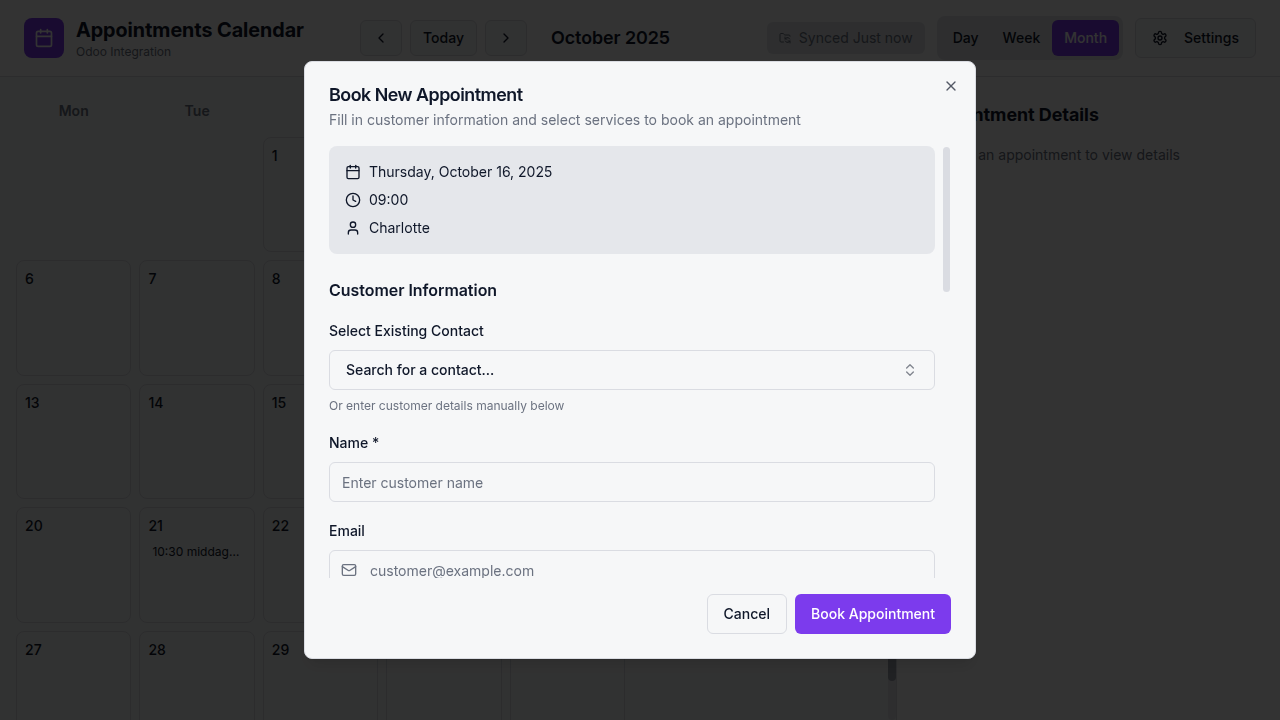 Appointments Calendar
Odoo Integration
Today
October 2025
Synced Just now
Day
Week
Month
Settings
Mon
Tue
1
6
7
8
13
14
15
20
21
22
10:30 middag...
27
28
29
ntment Details
an appointment to view details
Book New Appointment
Fill in customer information and select services to book an appointment
Thursday, October 16, 2025
09:00
Charlotte
Customer Information
Select Existing Contact
Search for a contact...
Or enter customer details manually below
Name *
Enter customer name
Email
customer@example.com
Cancel
Book Appointment